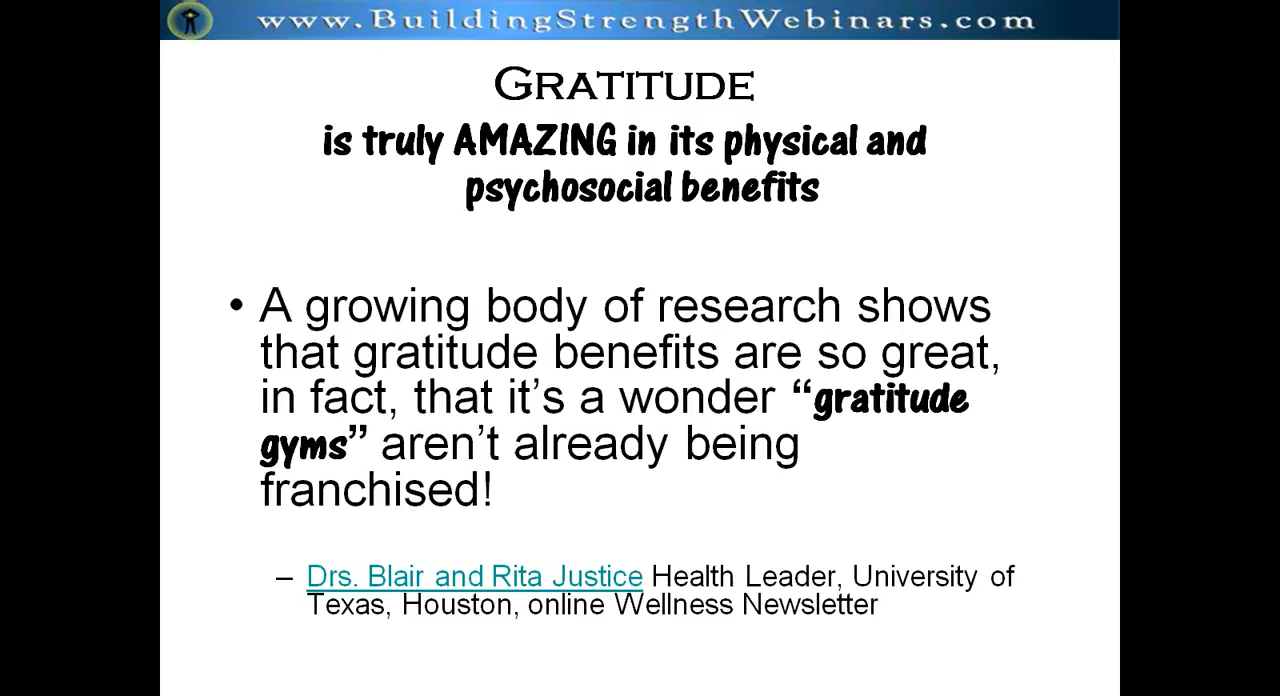 www.BuildingStrengthWebinars.com
GRATITUDE
is truly AMAZING in its physical and
psychosocial benefits
• A growing body of research shows
that gratitude benefits are so great,
in fact, that it’s a wonder “gratitude
gyms” aren’t already being
franchised!
– Drs. Blair and Rita Justice Health Leader, University of
Texas, Houston, online Wellness Newsletter